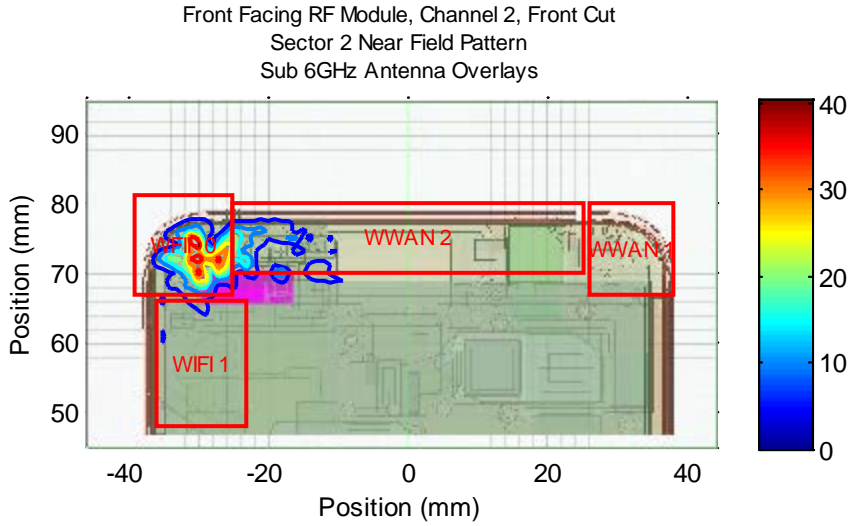 Front Facing RF Module, Channel 2, Front Cut
Sector 2 Near Field Pattern
Sub 6GHz Antenna Overlays
90
80
70
60
50
Position (mm)
WIFI 0
WWAN 2
WWAN 1
WIFI 1
-40
-20
0
20
40
Position (mm)
40
30
20
10
0